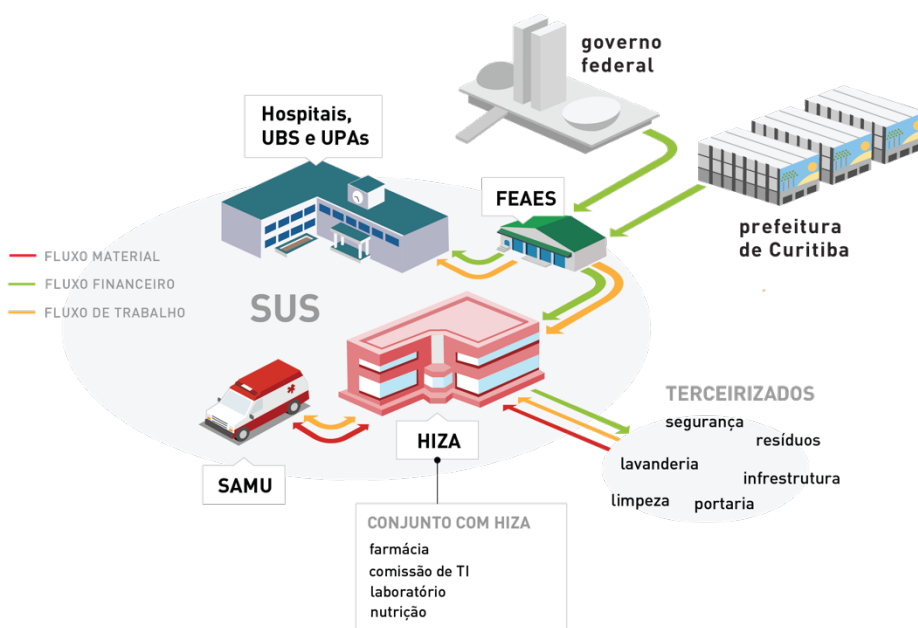 governo
federal
Hospitais,
UBS e UPAs
FEAES
prefeitura
de Curitiba
FLUXO MATERIAL
FLUXO FINANCEIRO
FLUXO DE TRABALHO
SUS
TERCEIRIZADOS
segurança
resíduos
lavanderia
infrestrutura
limpeza
portaria
HIZA
SAMU
CONJUNTO COM HIZA
farmácia
comissão de TI
laboratório
nutrição